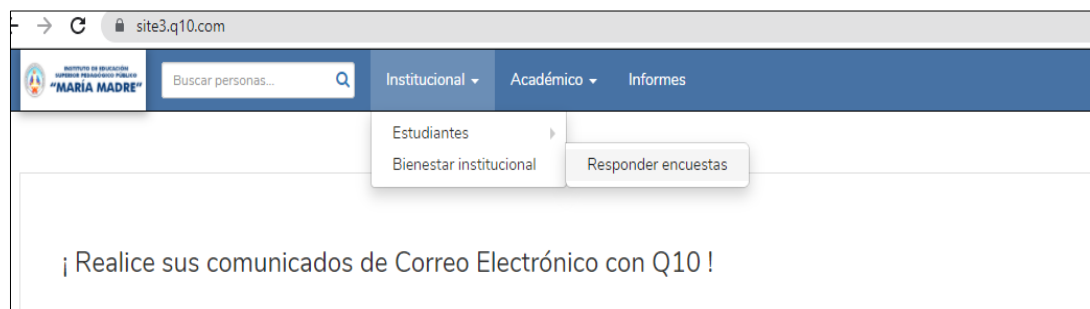 site3.q10.com
INSTITUTO DE EDUCACIÓN
SUPERIOR PEDAGÓGICO PÚBLICO
"MARÍA MADRE"
Buscar personas...
Institucional
Académico
Informes
Estudiantes
Bienestar institucional
Responder encuestas
¡ Realice sus comunicados de Correo Electrónico con Q10 !